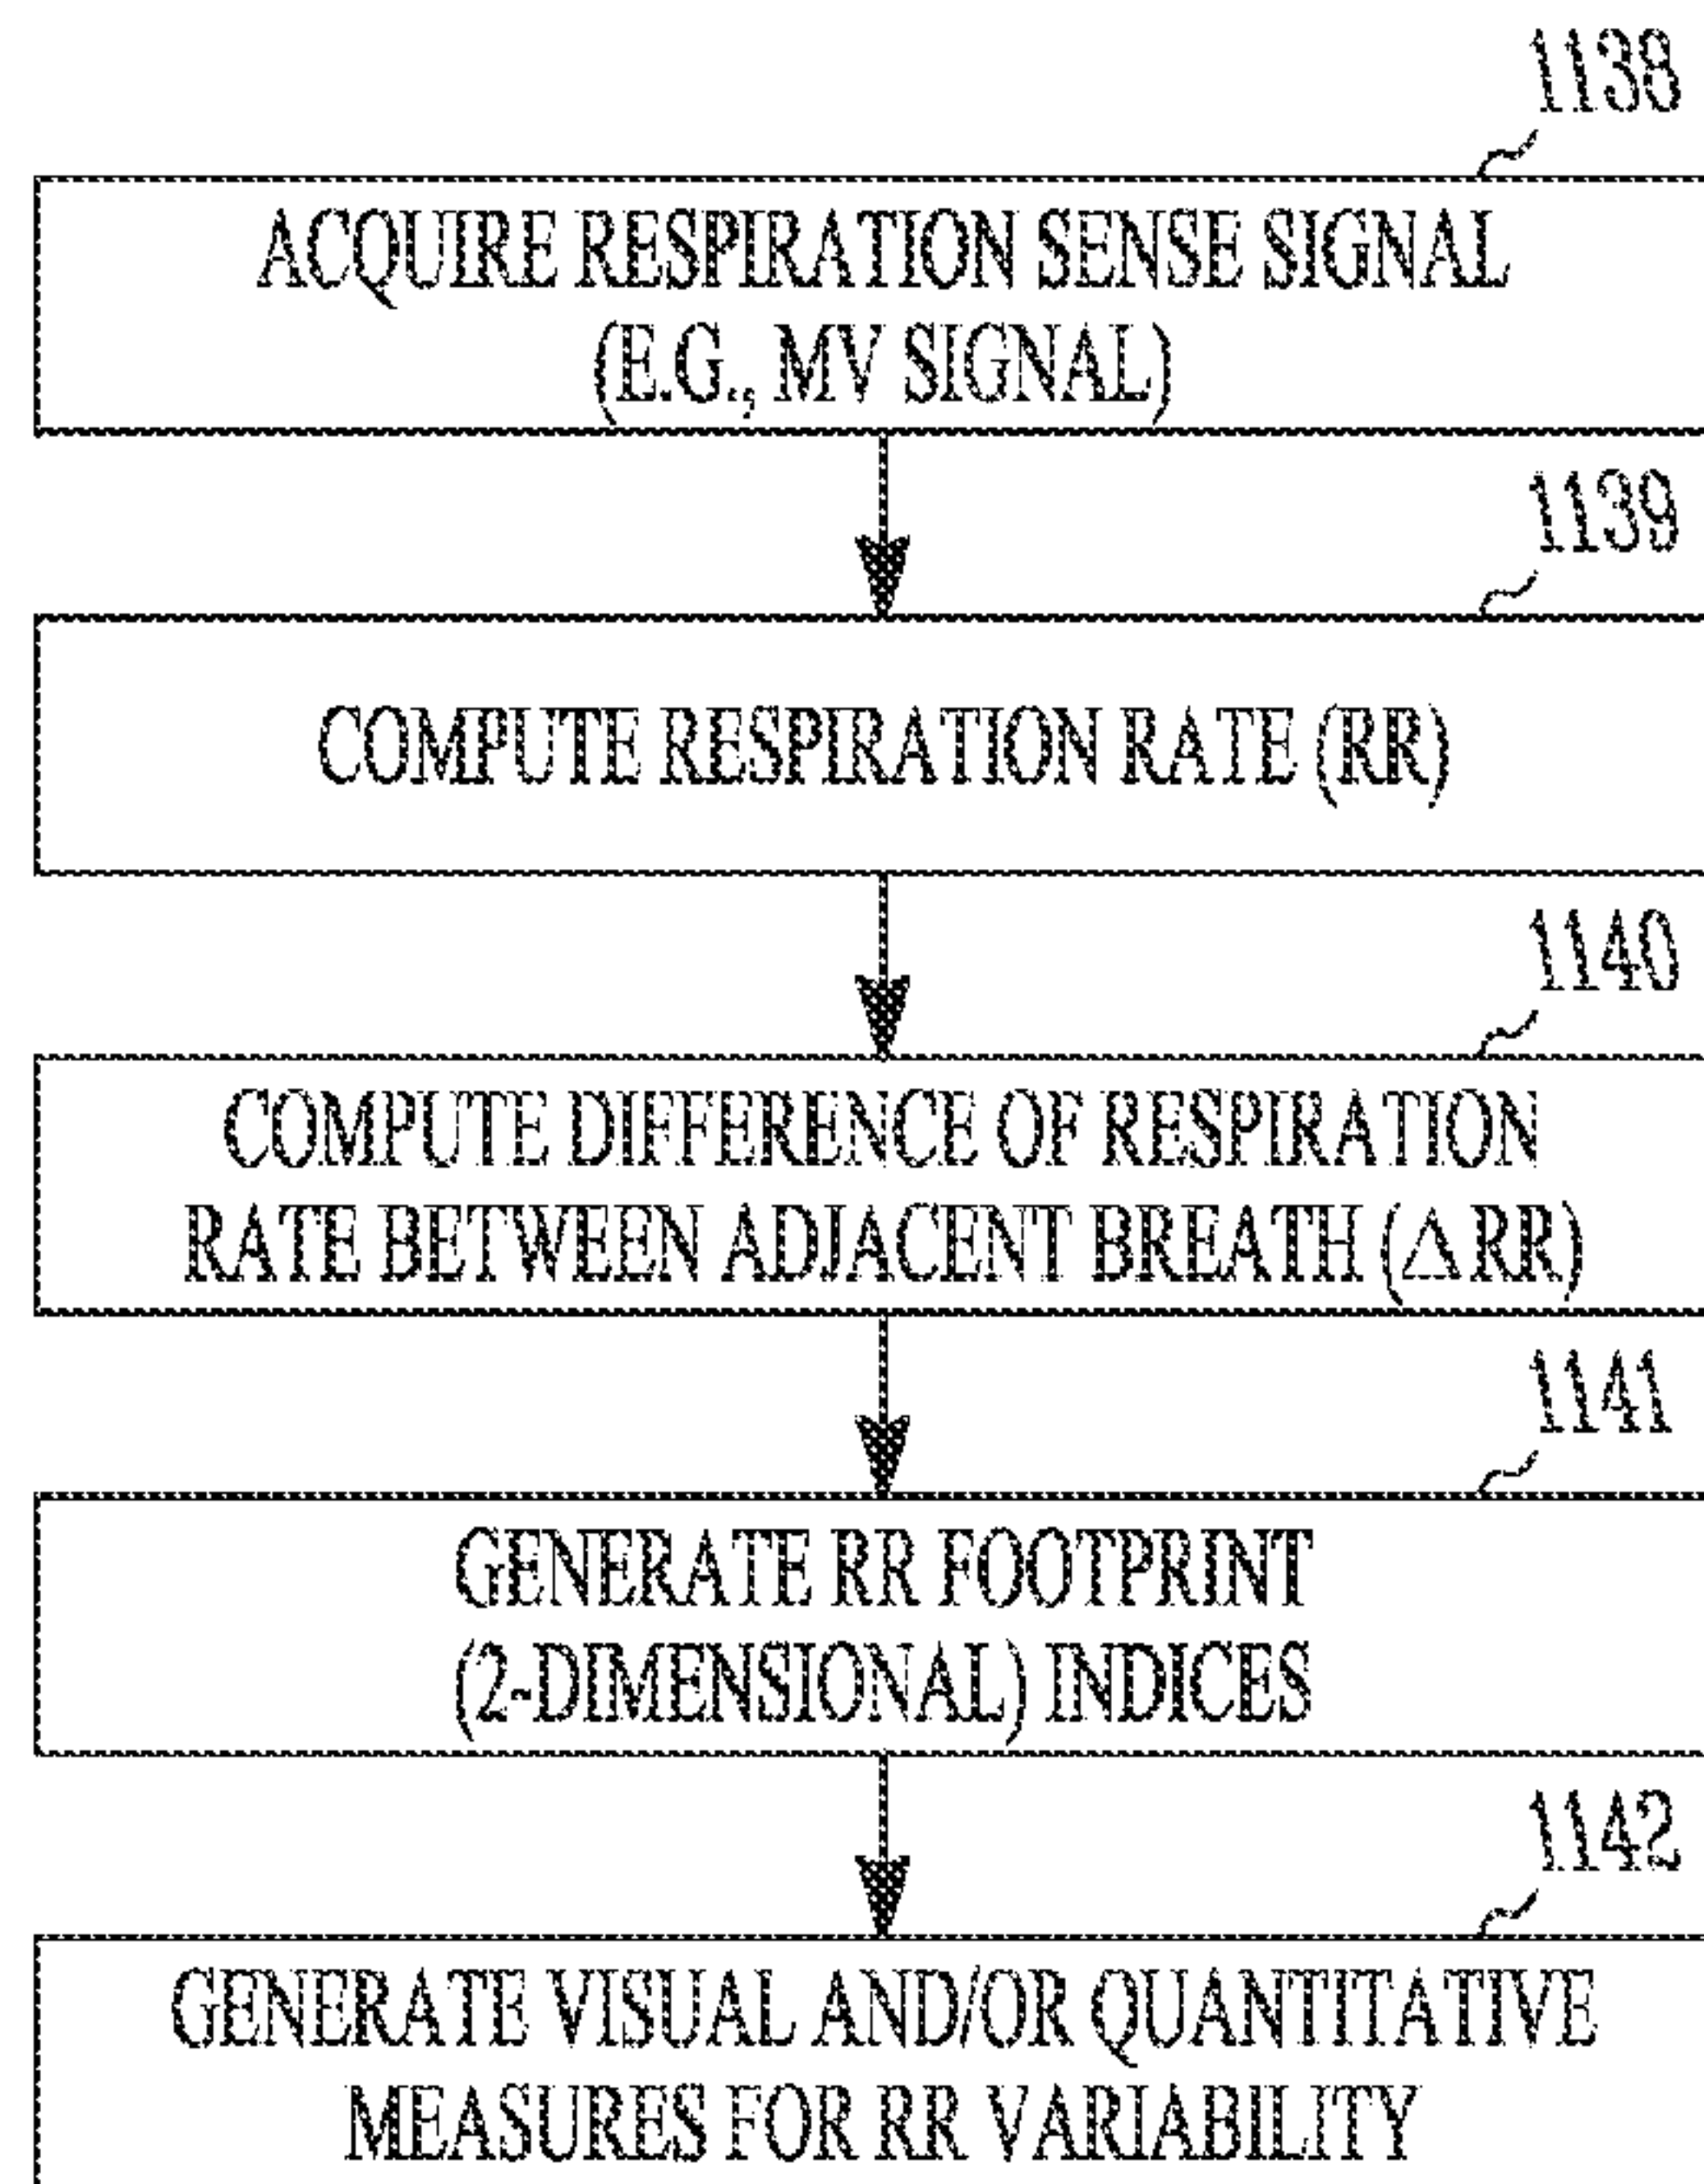 1138
ACQUIRE RESPIRATION SENSE SIGNAL
(E.G., MV SIGNAL)
1139
COMPUTE RESPIRATION RATE (RR)
1140
COMPUTE DIFFERENCE OF RESPIRATION
RATE BETWEEN ADJACENT BREATH (△RR)
1141
GENERATE RR FOOTPRINT
(2-DIMENSIONAL) INDICES
1142
GENERATE VISUAL AND/OR QUANTITATIVE
MEASURES FOR RR VARIABILITY